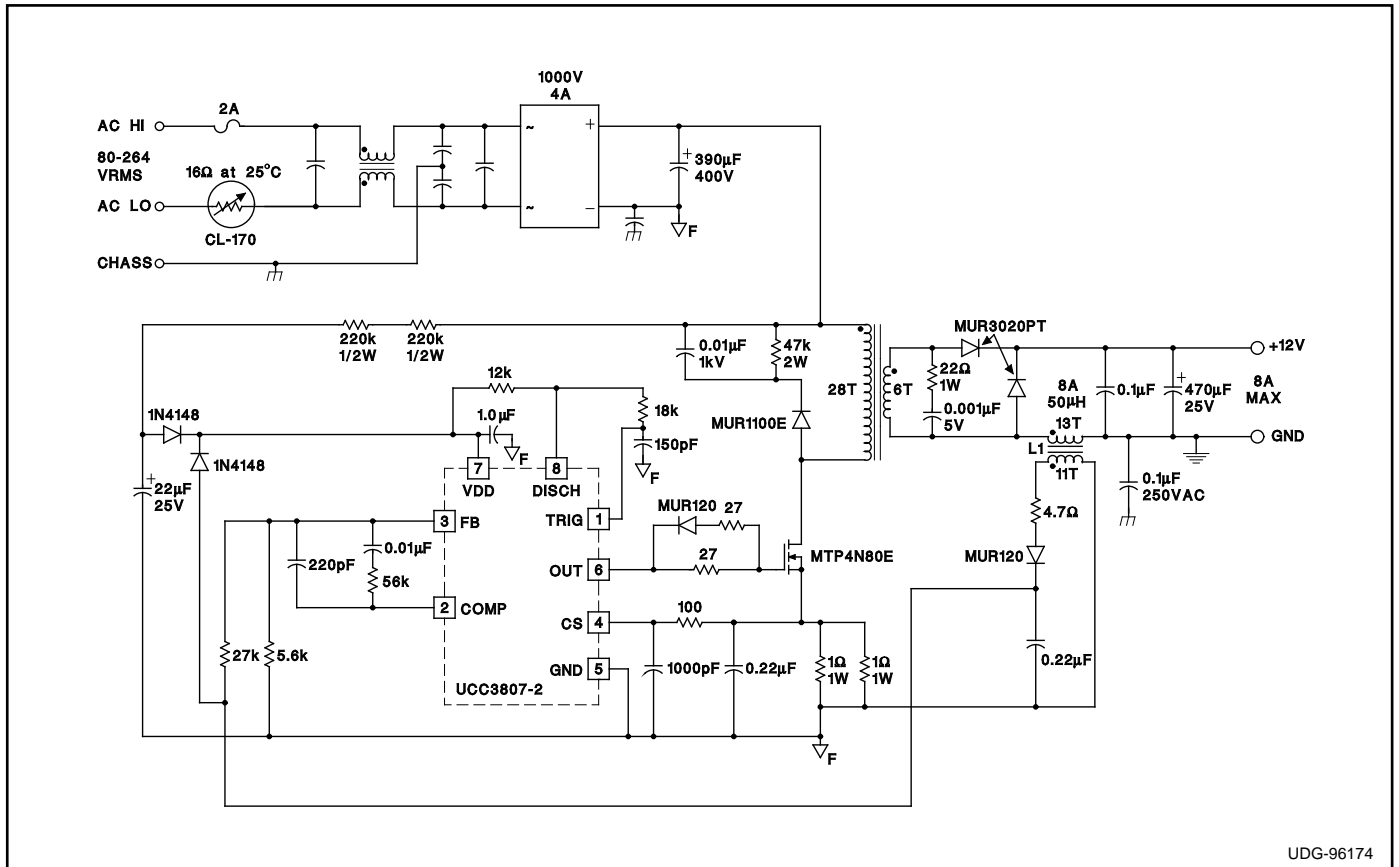 1000V
4A
2A
AC HI
80-264
VRMS
16Ω at 25°C
AC LO
CL-170
CHASS
~
~
+
–
+
390µF
400V
F
220k
1/2W
220k
1/2W
0.01µF
1kV
47k
2W
MUR3020PT
+12V
28T
6T
22Ω
1W
0.001µF
5V
8A
50µH
13T
L1
11T
0.1µF
+
470µF
25V
8A
MAX
GND
0.1µF
250VAC
12k
18k
MUR1100E
1N4148
1.0µF
F
150pF
F
1N4148
7
VDD
8
DISCH
+
22µF
25V
3
FB
TRIG
1
MUR120
27
4.7Ω
MUR120
220pF
0.01µF
56k
OUT
6
27
MTP4N80E
2
COMP
CS
4
100
27k
5.6k
GND
5
1000pF
0.22µF
1Ω
1W
1Ω
1W
0.22µF
UCC3807-2
F
UDG-96174